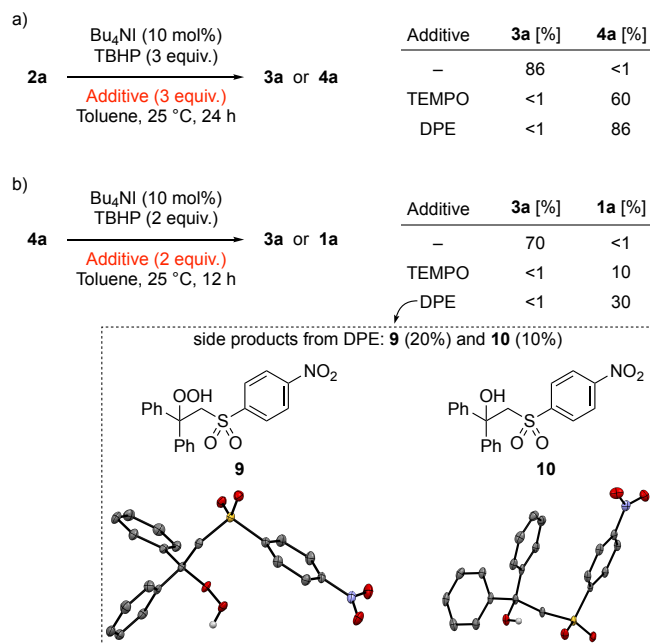 a)
Bu₄NI (10 mol%)
TBHP (3 equiv.)
2a
3a or 4a
Additive (3 equiv.)
Toluene, 25 °C, 24 h
Additive 3a [%] 4a [%]
– 86 <1
TEMPO <1 60
DPE <1 86
b)
Bu₄NI (10 mol%)
TBHP (2 equiv.)
4a
3a or 1a
Additive (2 equiv.)
Toluene, 25 °C, 12 h
Additive 3a [%] 1a [%]
– 70 <1
TEMPO <1 10
DPE <1 30
side products from DPE: 9 (20%) and 10 (10%)
NO₂
OOH
Ph
S
Ph
O O
9
NO₂
OH
Ph
S
Ph
O O
10